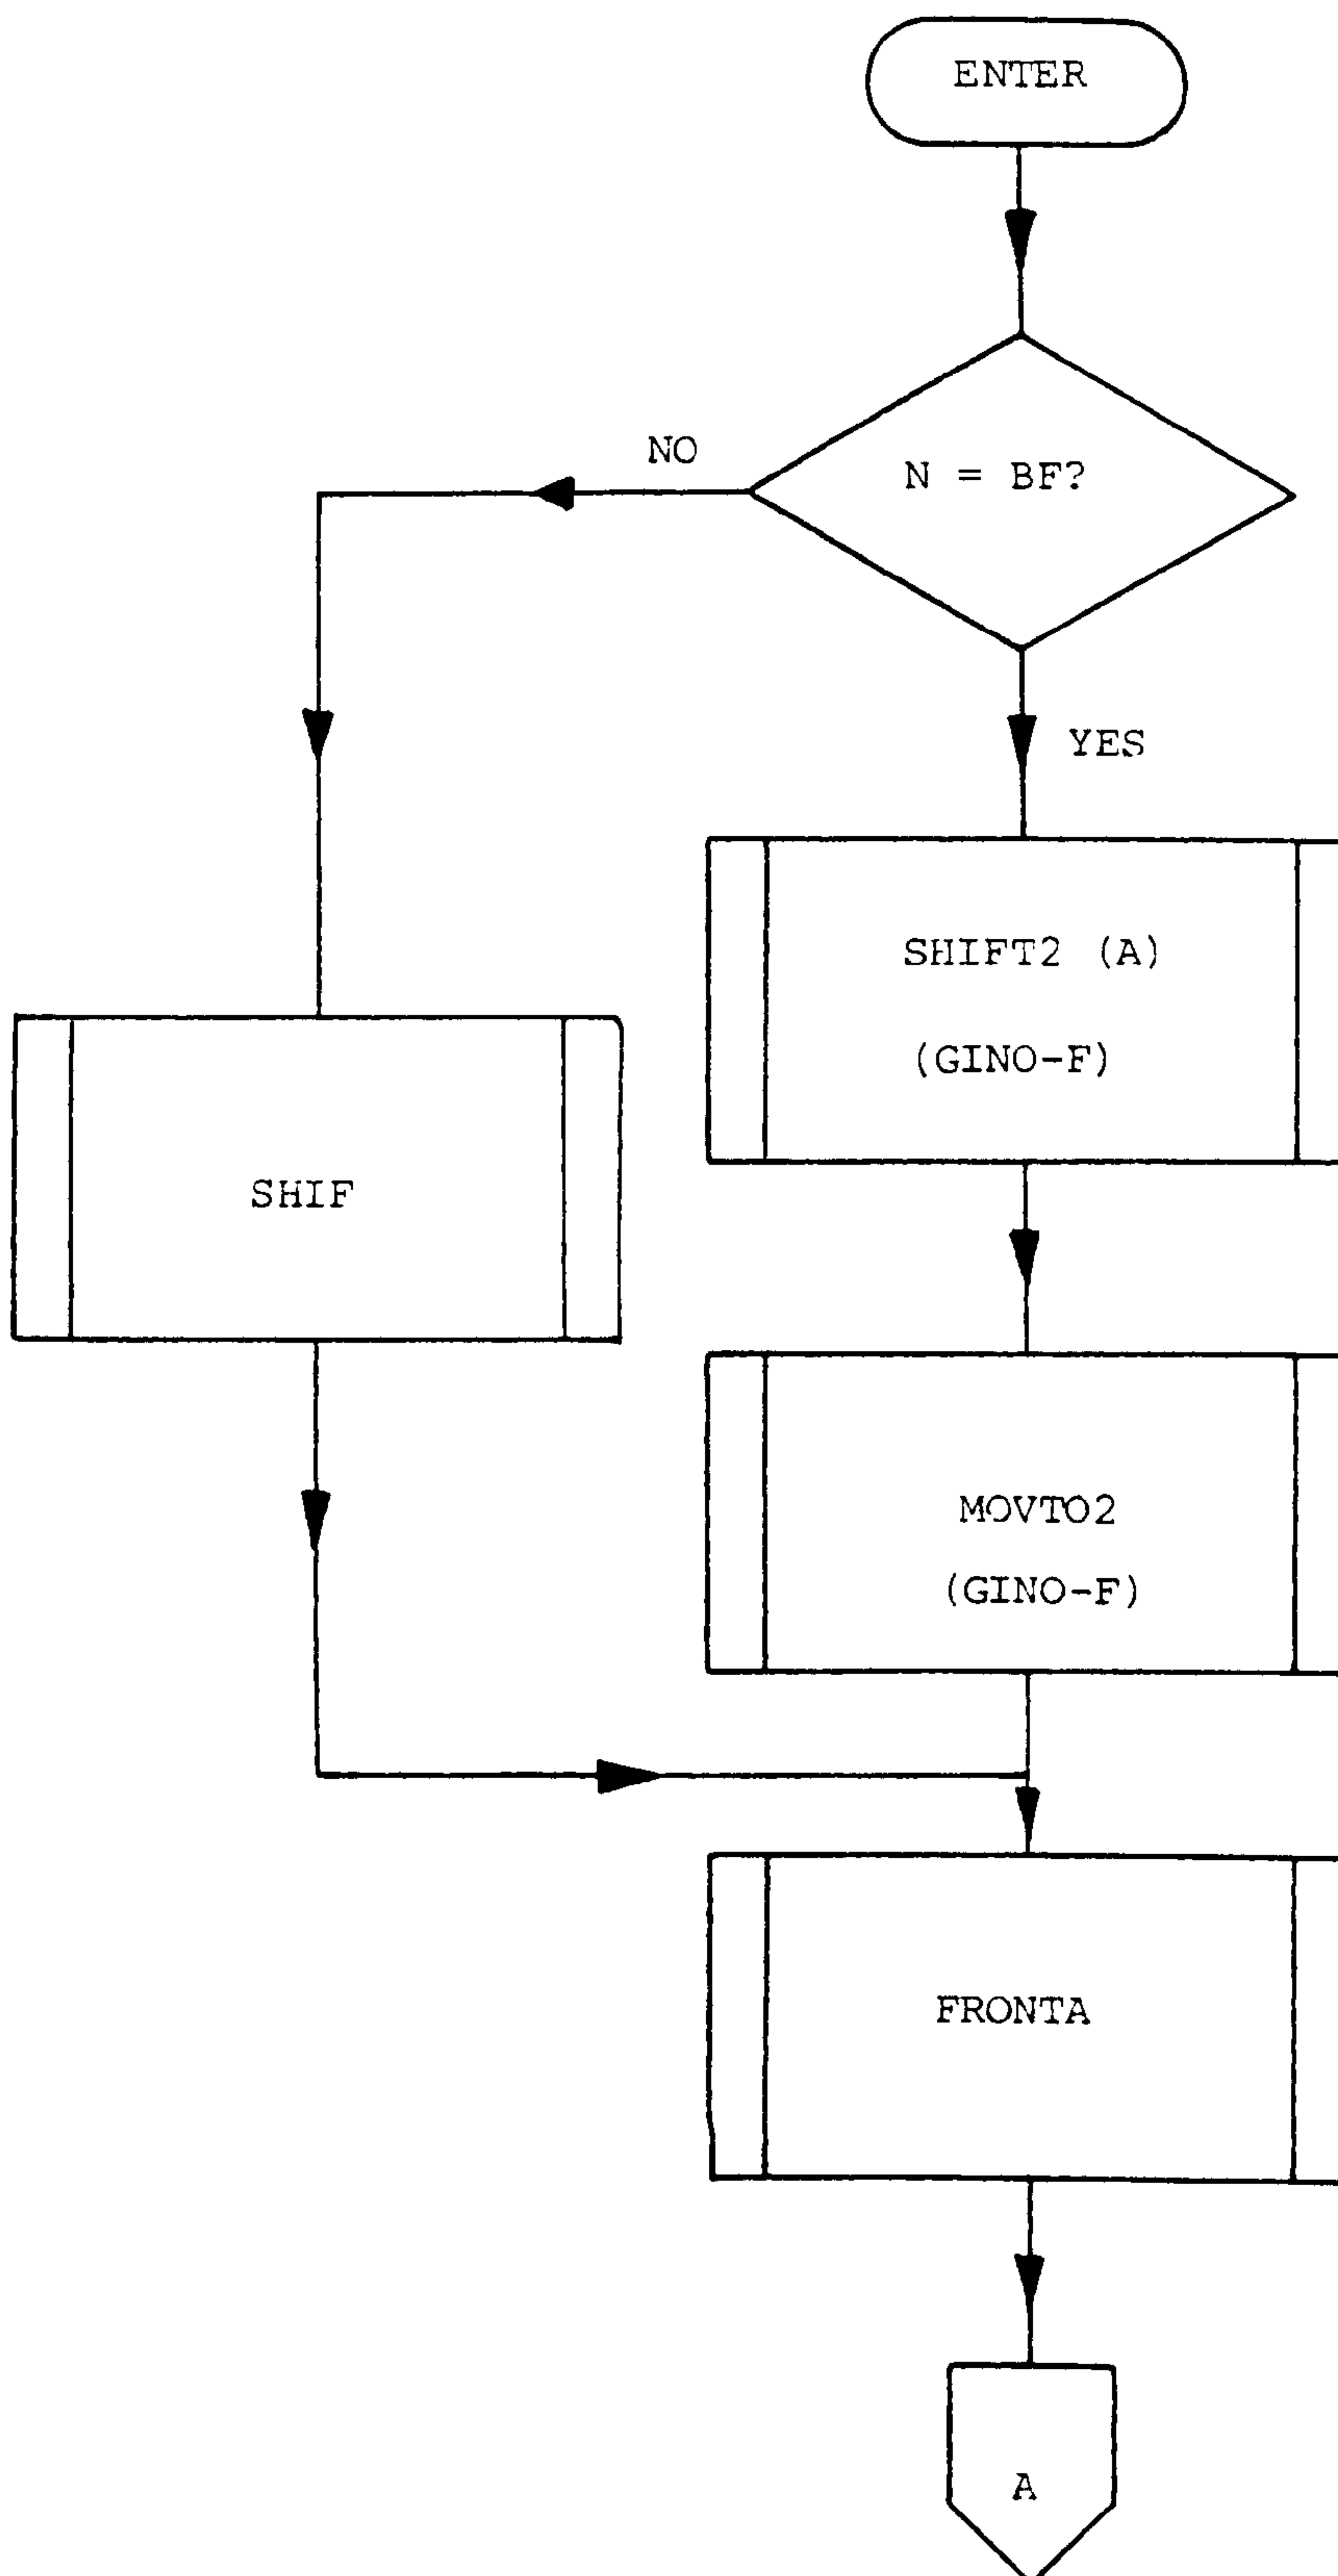 ENTER
N = BF?
NO
YES
SHIFT2 (A)
(GINO-F)
SHIF
MOVTO2
(GINO-F)
FRONTA
A